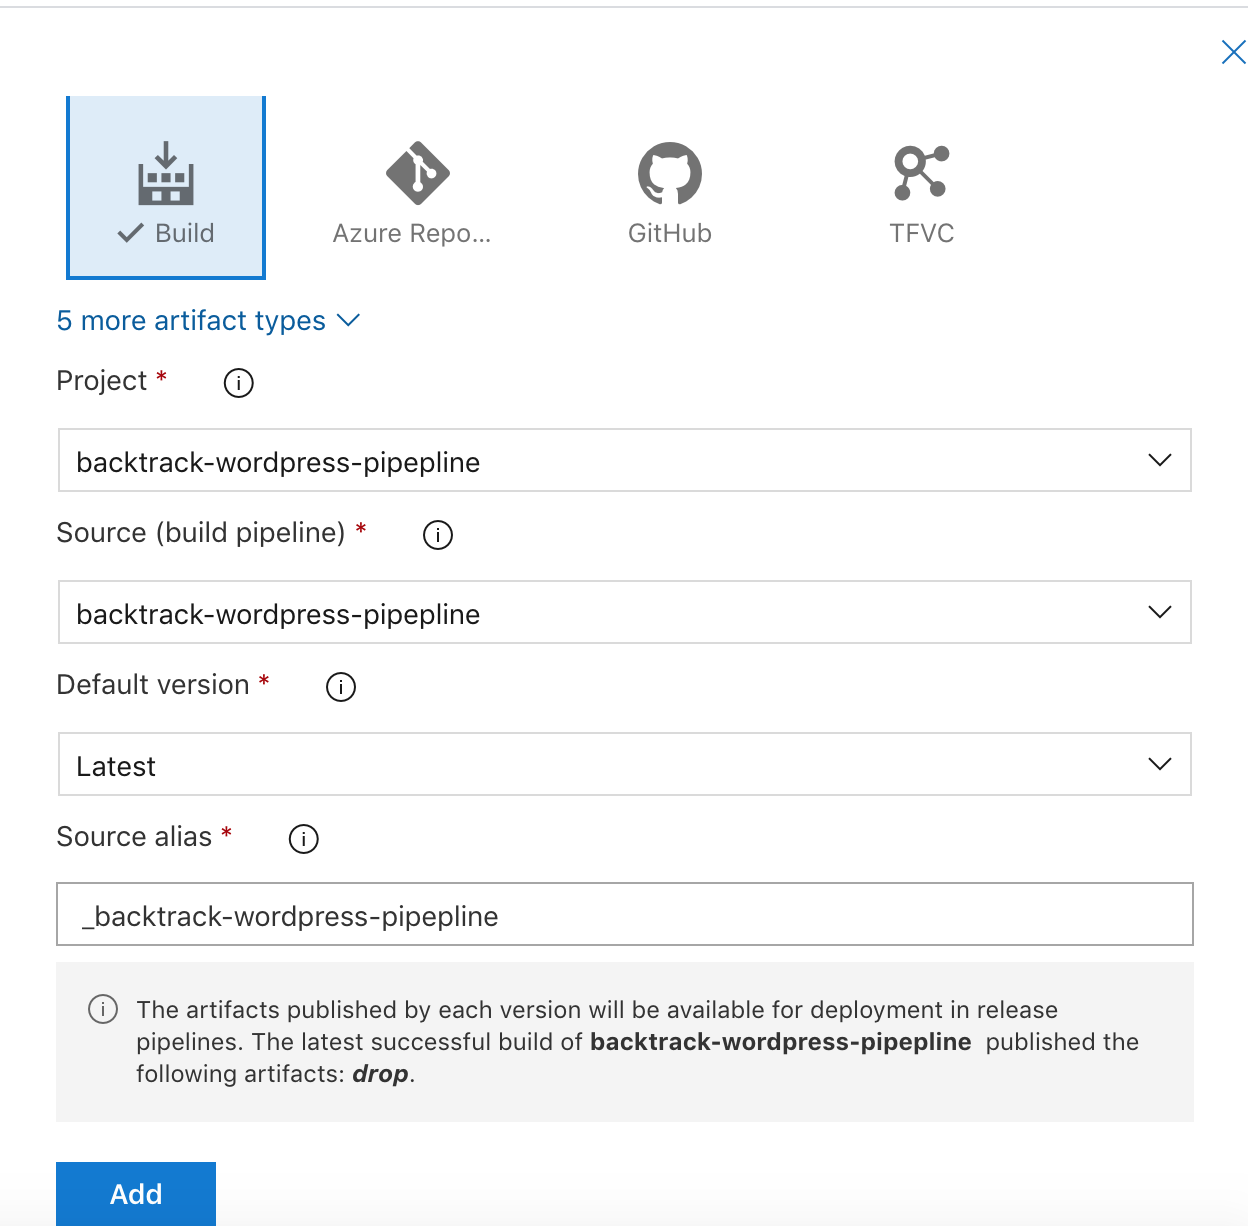 Build
Azure Repo...
GitHub
TFVC
5 more artifact types
Project *
backtrack-wordpress-pipepline
Source (build pipeline) *
backtrack-wordpress-pipepline
Default version *
Latest
Source alias *
_backtrack-wordpress-pipepline
The artifacts published by each version will be available for deployment in release
pipelines. The latest successful build of backtrack-wordpress-pipepline published the
following artifacts: drop.
Add